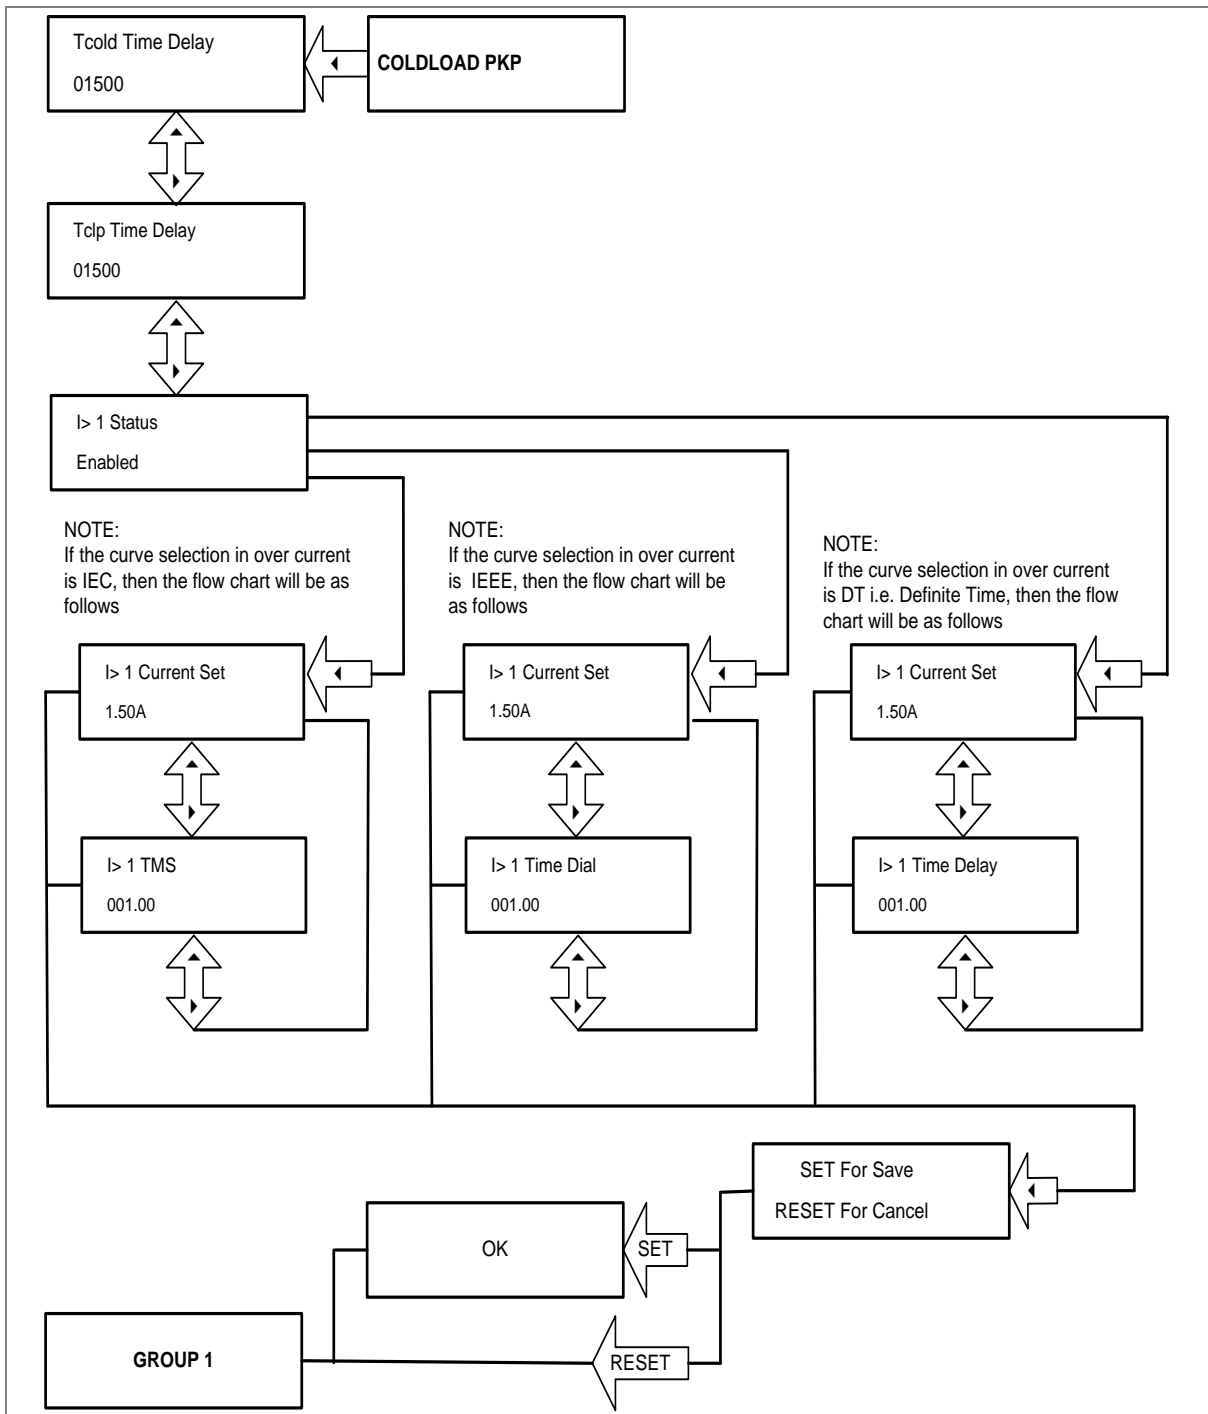 Tcold Time Delay
01500
COLDLOAD PKP
Tclp Time Delay
01500
I> 1 Status
Enabled
NOTE:
If the curve selection in over current
is IEC, then the flow chart will be as
follows
NOTE:
If the curve selection in over current
is IEEE, then the flow chart will be
as follows
NOTE:
If the curve selection in over current
is DT i.e. Definite Time, then the flow
chart will be as follows
I> 1 Current Set
1.50A
I> 1 Current Set
1.50A
I> 1 Current Set
1.50A
I> 1 TMS
001.00
I> 1 Time Dial
001.00
I> 1 Time Delay
001.00
SET For Save
RESET For Cancel
OK
SET
GROUP 1
RESET